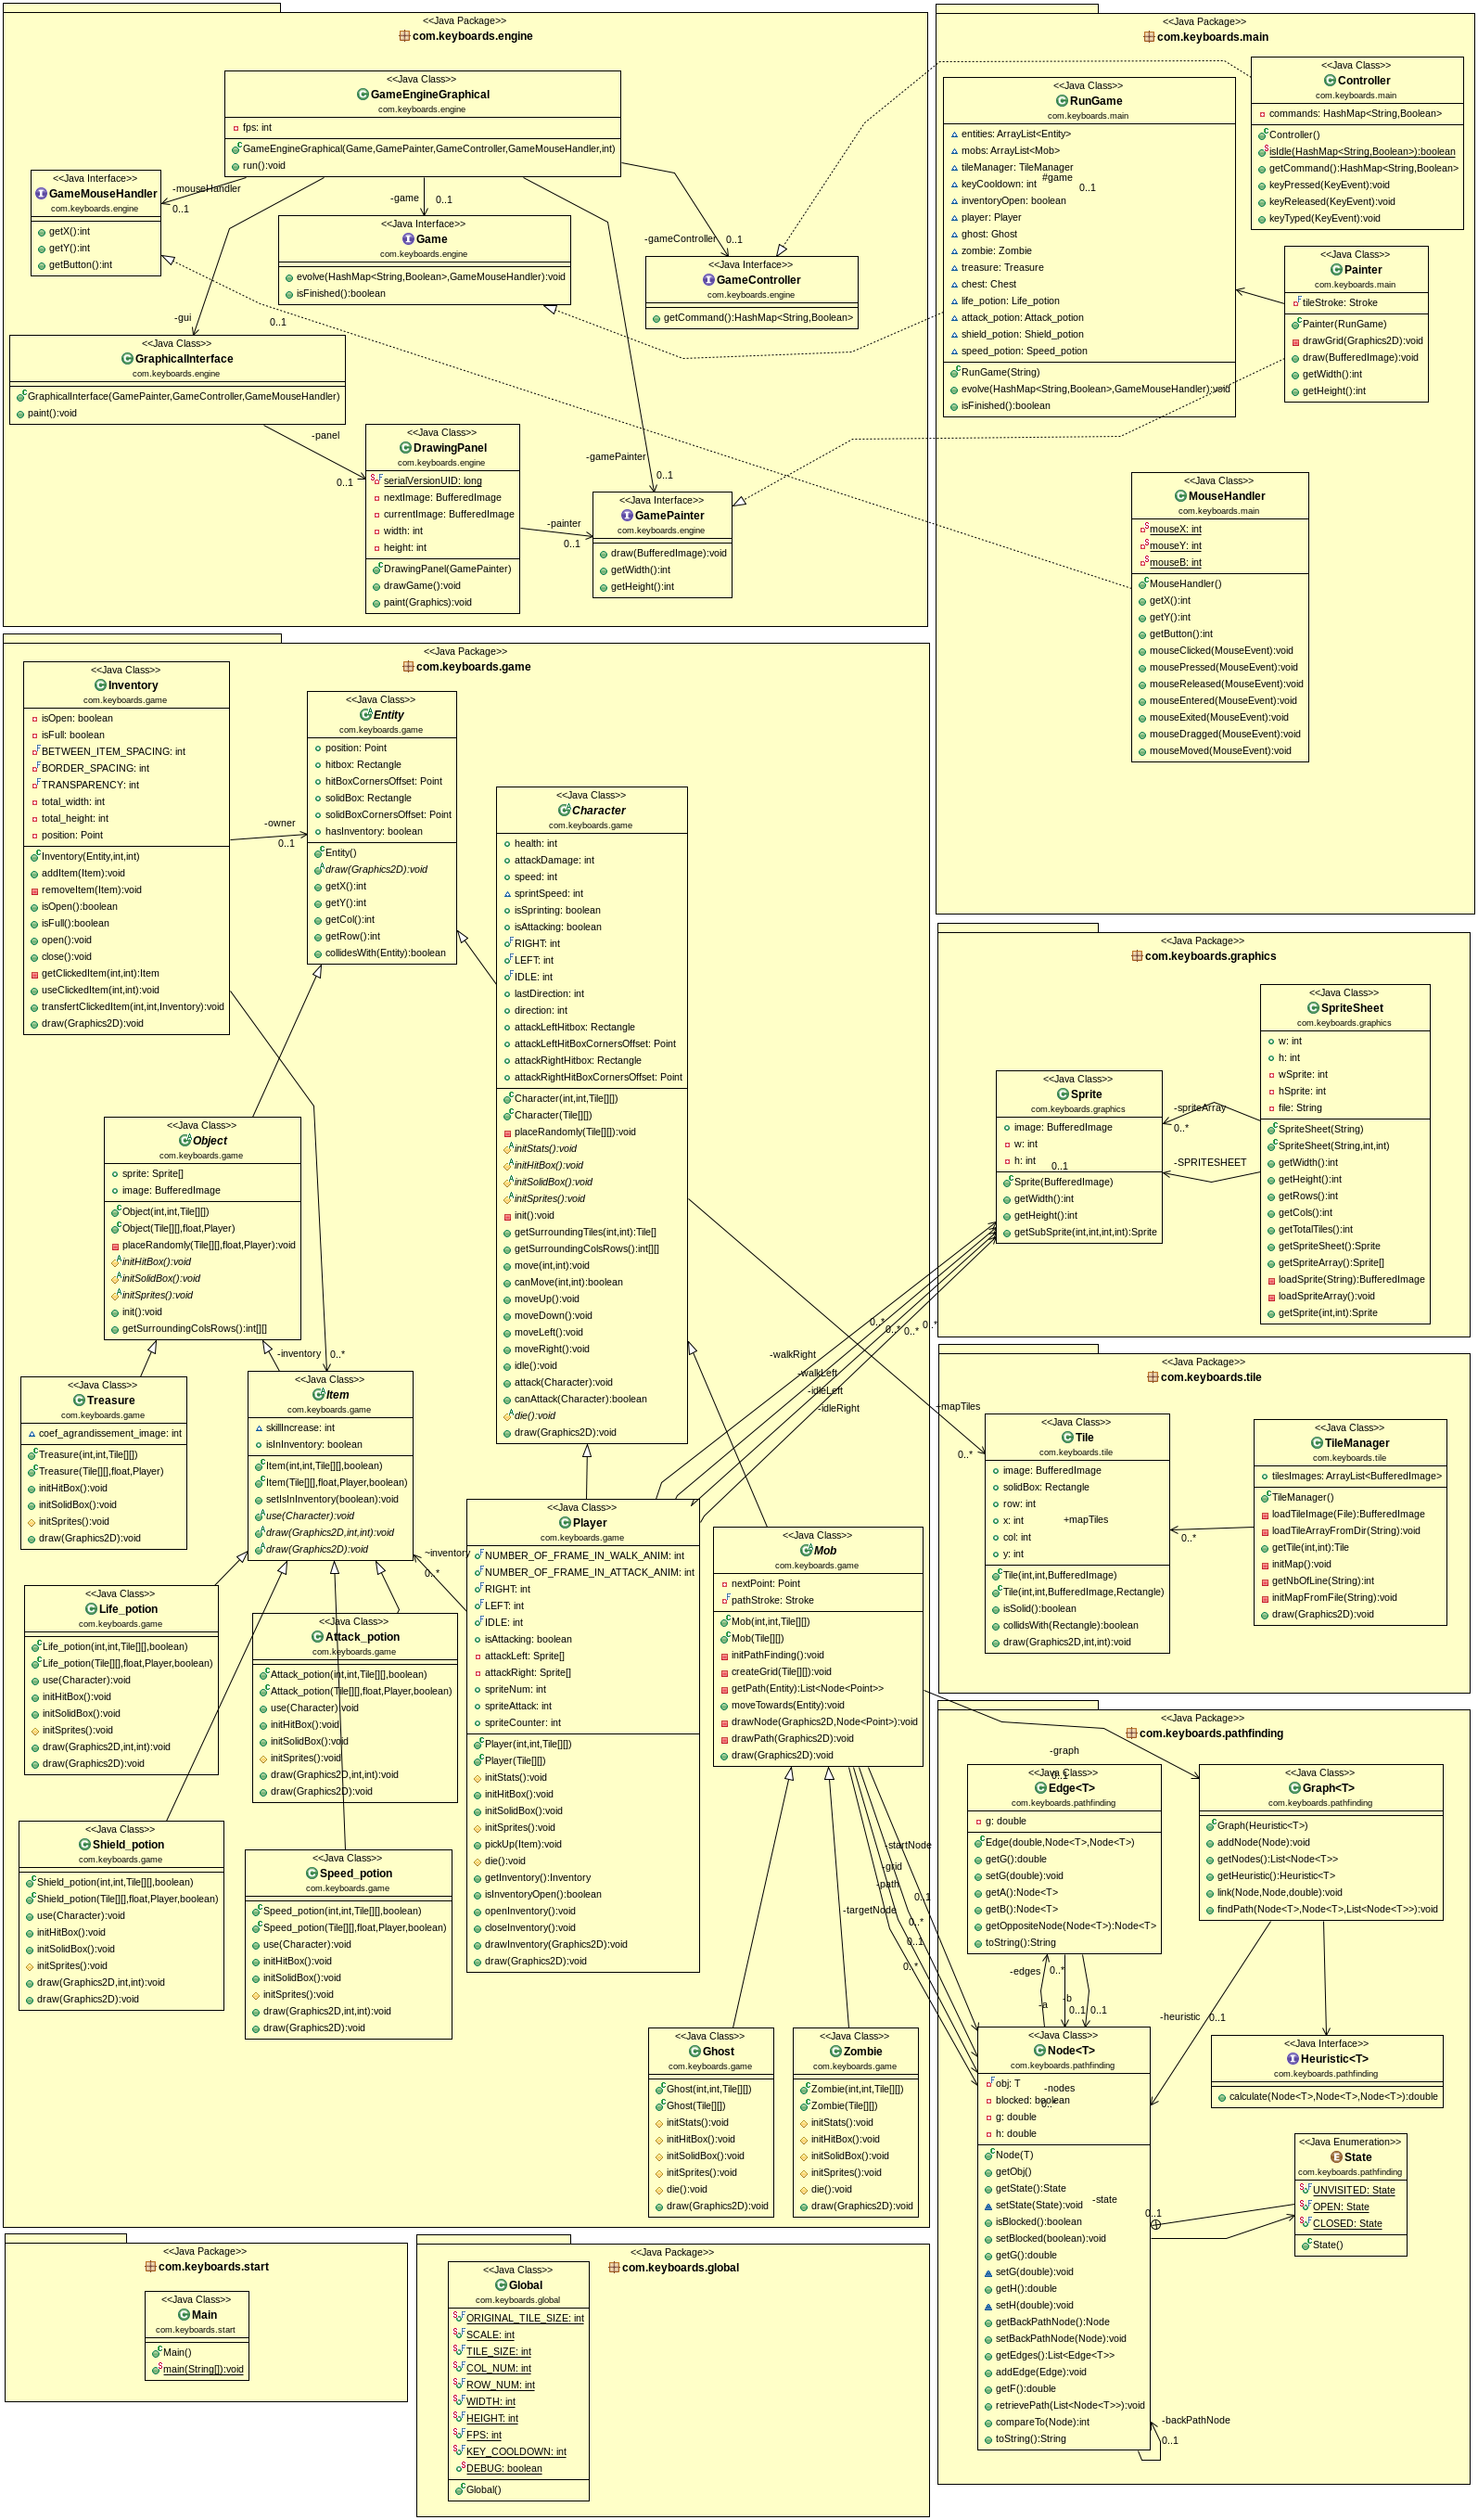 <<Java Package>>
com.keyboards.engine
<<Java Class>>
GameEngineGraphical
com.keyboards.engine
fps: int
GameEngineGraphical(Game,GamePainter,GameController,GameMouseHandler,int)
run():void
<<Java Interface>>
GameMouseHandler
com.keyboards.engine
getX():int
getY():int
getButton():int
-mouseHandler
0..1
-game
0..1
<<Java Interface>>
Game
com.keyboards.engine
evolve(HashMap<String,Boolean>,GameMouseHandler):void
isFinished():boolean
-gameController
0..1
<<Java Interface>>
GameController
com.keyboards.engine
getCommand():HashMap<String,Boolean>
-gui
0..1
<<Java Class>>
GraphicalInterface
com.keyboards.engine
GraphicalInterface(GamePainter,GameController,GameMouseHandler)
paint():void
-panel
0..1
<<Java Class>>
DrawingPanel
com.keyboards.engine
serialVersionUID: long
nextImage: BufferedImage
currentImage: BufferedImage
width: int
height: int
DrawingPanel(GamePainter)
drawGame():void
paint(Graphics):void
-gamePainter
0..1
-painter
0..1
<<Java Interface>>
GamePainter
com.keyboards.engine
draw(BufferedImage):void
getWidth():int
getHeight():int
<<Java Package>>
com.keyboards.main
<<Java Class>>
RunGame
com.keyboards.main
entities: ArrayList<Entity>
mobs: ArrayList<Mob>
tileManager: TileManager
keyCooldown: int
inventoryOpen: boolean
player: Player
ghost: Ghost
zombie: Zombie
treasure: Treasure
chest: Chest
life_potion: Life_potion
attack_potion: Attack_potion
shield_potion: Shield_potion
speed_potion: Speed_potion
RunGame(String)
evolve(HashMap<String,Boolean>,GameMouseHandler):void
isFinished():boolean
#game
0..1
<<Java Class>>
Controller
com.keyboards.main
commands: HashMap<String,Boolean>
Controller()
isIdle(HashMap<String,Boolean>):boolean
getCommand():HashMap<String,Boolean>
keyPressed(KeyEvent):void
keyReleased(KeyEvent):void
keyTyped(KeyEvent):void
<<Java Class>>
Painter
com.keyboards.main
tileStroke: Stroke
Painter(RunGame)
drawGrid(Graphics2D):void
draw(BufferedImage):void
getWidth():int
getHeight():int
<<Java Class>>
MouseHandler
com.keyboards.main
mouseX: int
mouseY: int
mouseB: int
MouseHandler()
getX():int
getY():int
getButton():int
mouseClicked(MouseEvent):void
mousePressed(MouseEvent):void
mouseReleased(MouseEvent):void
mouseEntered(MouseEvent):void
mouseExited(MouseEvent):void
mouseDragged(MouseEvent):void
mouseMoved(MouseEvent):void
<<Java Package>>
com.keyboards.game
<<Java Class>>
Inventory
com.keyboards.game
isOpen: boolean
isFull: boolean
BETWEEN_ITEM_SPACING: int
BORDER_SPACING: int
TRANSPARENCY: int
total_width: int
total_height: int
position: Point
Inventory(Entity,int,int)
addItem(Item):void
removeItem(Item):void
isOpen():boolean
isFull():boolean
open():void
close():void
getClickedItem(int,int):Item
useClickedItem(int,int):void
transfertClickedItem(int,int,Inventory):void
draw(Graphics2D):void
-owner
0..1
<<Java Class>>
Entity
com.keyboards.game
position: Point
hitbox: Rectangle
hitBoxCornersOffset: Point
solidBox: Rectangle
solidBoxCornersOffset: Point
hasInventory: boolean
Entity()
draw(Graphics2D):void
getX():int
getY():int
getCol():int
getRow():int
collidesWith(Entity):boolean
<<Java Class>>
Character
com.keyboards.game
health: int
attackDamage: int
speed: int
sprintSpeed: int
isSprinting: boolean
isAttacking: boolean
RIGHT: int
LEFT: int
IDLE: int
lastDirection: int
direction: int
attackLeftHitbox: Rectangle
attackLeftHitBoxCornersOffset: Point
attackRightHitbox: Rectangle
attackRightHitBoxCornersOffset: Point
Character(int,int,Tile[][])
Character(Tile[][])
placeRandomly(Tile[][]):void
initStats():void
initHitBox():void
initSolidBox():void
initSprites():void
init():void
getSurroundingTiles(int,int):Tile[]
getSurroundingColsRows():int[][]
move(int,int):void
canMove(int,int):boolean
moveUp():void
moveDown():void
moveLeft():void
moveRight():void
idle():void
attack(Character):void
canAttack(Character):boolean
die():void
draw(Graphics2D):void
<<Java Class>>
Object
com.keyboards.game
sprite: Sprite[]
image: BufferedImage
Object(int,int,Tile[][])
Object(Tile[][],float,Player)
placeRandomly(Tile[][],float,Player):void
initHitBox():void
initSolidBox():void
initSprites():void
init():void
getSurroundingColsRows():int[][]
-inventory
0..*
<<Java Class>>
Treasure
com.keyboards.game
coef_agrandissement_image: int
Treasure(int,int,Tile[][])
Treasure(Tile[][],float,Player)
initHitBox():void
initSolidBox():void
initSprites():void
draw(Graphics2D):void
<<Java Class>>
Item
com.keyboards.game
skillIncrease: int
isInInventory: boolean
Item(int,int,Tile[][],boolean)
Item(Tile[][],float,Player,boolean)
setIsInInventory(boolean):void
use(Character):void
draw(Graphics2D,int,int):void
draw(Graphics2D):void
~inventory
0..*
<<Java Class>>
Life_potion
com.keyboards.game
Life_potion(int,int,Tile[][],boolean)
Life_potion(Tile[][],float,Player,boolean)
use(Character):void
initHitBox():void
initSolidBox():void
initSprites():void
draw(Graphics2D,int,int):void
draw(Graphics2D):void
<<Java Class>>
Attack_potion
com.keyboards.game
Attack_potion(int,int,Tile[][],boolean)
Attack_potion(Tile[][],float,Player,boolean)
use(Character):void
initHitBox():void
initSolidBox():void
initSprites():void
draw(Graphics2D,int,int):void
draw(Graphics2D):void
<<Java Class>>
Shield_potion
com.keyboards.game
Shield_potion(int,int,Tile[][],boolean)
Shield_potion(Tile[][],float,Player,boolean)
use(Character):void
initHitBox():void
initSolidBox():void
initSprites():void
draw(Graphics2D,int,int):void
draw(Graphics2D):void
<<Java Class>>
Speed_potion
com.keyboards.game
Speed_potion(int,int,Tile[][],boolean)
Speed_potion(Tile[][],float,Player,boolean)
use(Character):void
initHitBox():void
initSolidBox():void
initSprites():void
draw(Graphics2D,int,int):void
draw(Graphics2D):void
<<Java Class>>
Player
com.keyboards.game
NUMBER_OF_FRAME_IN_WALK_ANIM: int
NUMBER_OF_FRAME_IN_ATTACK_ANIM: int
RIGHT: int
LEFT: int
IDLE: int
isAttacking: boolean
attackLeft: Sprite[]
attackRight: Sprite[]
spriteNum: int
spriteAttack: int
spriteCounter: int
Player(int,int,Tile[][])
Player(Tile[][])
initStats():void
initHitBox():void
initSolidBox():void
initSprites():void
pickUp(Item):void
die():void
getInventory():Inventory
isInventoryOpen():boolean
openInventory():void
closeInventory():void
drawInventory(Graphics2D):void
draw(Graphics2D):void
-walkRight
-walkLeft
-idleLeft
-idleRight
0..*
0..*
0..*
0..*
<<Java Class>>
Mob
com.keyboards.game
nextPoint: Point
pathStroke: Stroke
Mob(int,int,Tile[][])
Mob(Tile[][])
initPathFinding():void
createGrid(Tile[][]):void
getPath(Entity):List<Node<Point>>
moveTowards(Entity):void
drawNode(Graphics2D,Node<Point>):void
drawPath(Graphics2D):void
draw(Graphics2D):void
-startNode
-grid
-path
-targetNode
0..1
0..*
0..1
0..*
<<Java Class>>
Ghost
com.keyboards.game
Ghost(int,int,Tile[][])
Ghost(Tile[][])
initStats():void
initHitBox():void
initSolidBox():void
initSprites():void
die():void
draw(Graphics2D):void
<<Java Class>>
Zombie
com.keyboards.game
Zombie(int,int,Tile[][])
Zombie(Tile[][])
initStats():void
initHitBox():void
initSolidBox():void
initSprites():void
die():void
draw(Graphics2D):void
<<Java Package>>
com.keyboards.graphics
<<Java Class>>
Sprite
com.keyboards.graphics
image: BufferedImage
w: int
h: int
0..1
Sprite(BufferedImage)
getWidth():int
getHeight():int
getSubSprite(int,int,int,int):Sprite
-spriteArray
0..*
-SPRITESHEET
<<Java Class>>
SpriteSheet
com.keyboards.graphics
w: int
h: int
wSprite: int
hSprite: int
file: String
SpriteSheet(String)
SpriteSheet(String,int,int)
getWidth():int
getHeight():int
getRows():int
getCols():int
getTotalTiles():int
getSpriteSheet():Sprite
getSpriteArray():Sprite[]
loadSprite(String):BufferedImage
loadSpriteArray():void
getSprite(int,int):Sprite
<<Java Package>>
com.keyboards.tile
+mapTiles
0..*
<<Java Class>>
Tile
com.keyboards.tile
image: BufferedImage
solidBox: Rectangle
row: int
x: int
col: int
y: int
Tile(int,int,BufferedImage)
Tile(int,int,BufferedImage,Rectangle)
isSolid():boolean
collidsWith(Rectangle):boolean
draw(Graphics2D,int,int):void
+mapTiles
0..*
<<Java Class>>
TileManager
com.keyboards.tile
tilesImages: ArrayList<BufferedImage>
TileManager()
loadTileImage(File):BufferedImage
loadTileArrayFromDir(String):void
getTile(int,int):Tile
initMap():void
getNbOfLine(String):int
initMapFromFile(String):void
draw(Graphics2D):void
<<Java Package>>
com.keyboards.pathfinding
-graph
0..1
<<Java Class>>
Edge<T>
com.keyboards.pathfinding
g: double
Edge(double,Node<T>,Node<T>)
getG():double
setG(double):void
getA():Node<T>
getB():Node<T>
getOppositeNode(Node<T>):Node<T>
toString():String
<<Java Class>>
Graph<T>
com.keyboards.pathfinding
Graph(Heuristic<T>)
addNode(Node):void
getNodes():List<Node<T>>
getHeuristic():Heuristic<T>
link(Node,Node,double):void
findPath(Node<T>,Node<T>,List<Node<T>>):void
-edges
0..*
-a
-b
0..1
0..1
-heuristic
0..1
<<Java Interface>>
Heuristic<T>
com.keyboards.pathfinding
calculate(Node<T>,Node<T>,Node<T>):double
<<Java Class>>
Node<T>
com.keyboards.pathfinding
obj: T
blocked: boolean
g: double
h: double
-nodes
0..*
Node(T)
getObj()
getState():State
setState(State):void
isBlocked():boolean
setBlocked(boolean):void
getG():double
setG(double):void
getH():double
setH(double):void
getBackPathNode():Node
setBackPathNode(Node):void
getEdges():List<Edge<T>>
addEdge(Edge):void
getF():double
retrievePath(List<Node<T>>):void
compareTo(Node):int
toString():String
-state
0..1
<<Java Enumeration>>
State
com.keyboards.pathfinding
UNVISITED: State
OPEN: State
CLOSED: State
State()
-backPathNode
0..1
<<Java Package>>
com.keyboards.start
<<Java Class>>
Main
com.keyboards.start
Main()
main(String[]):void
<<Java Package>>
com.keyboards.global
<<Java Class>>
Global
com.keyboards.global
ORIGINAL_TILE_SIZE: int
SCALE: int
TILE_SIZE: int
COL_NUM: int
ROW_NUM: int
WIDTH: int
HEIGHT: int
FPS: int
KEY_COOLDOWN: int
DEBUG: boolean
Global()